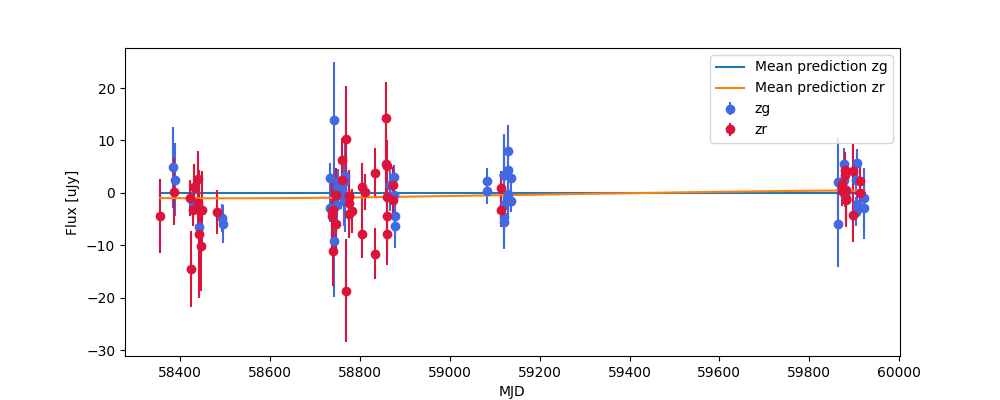 Flux [uJy]
20
10
0
−10
−20
−30
58400 58600 58800 59000 59200 59400 59600 59800 60000
MJD
Mean prediction zg
Mean prediction zr
zg
zr